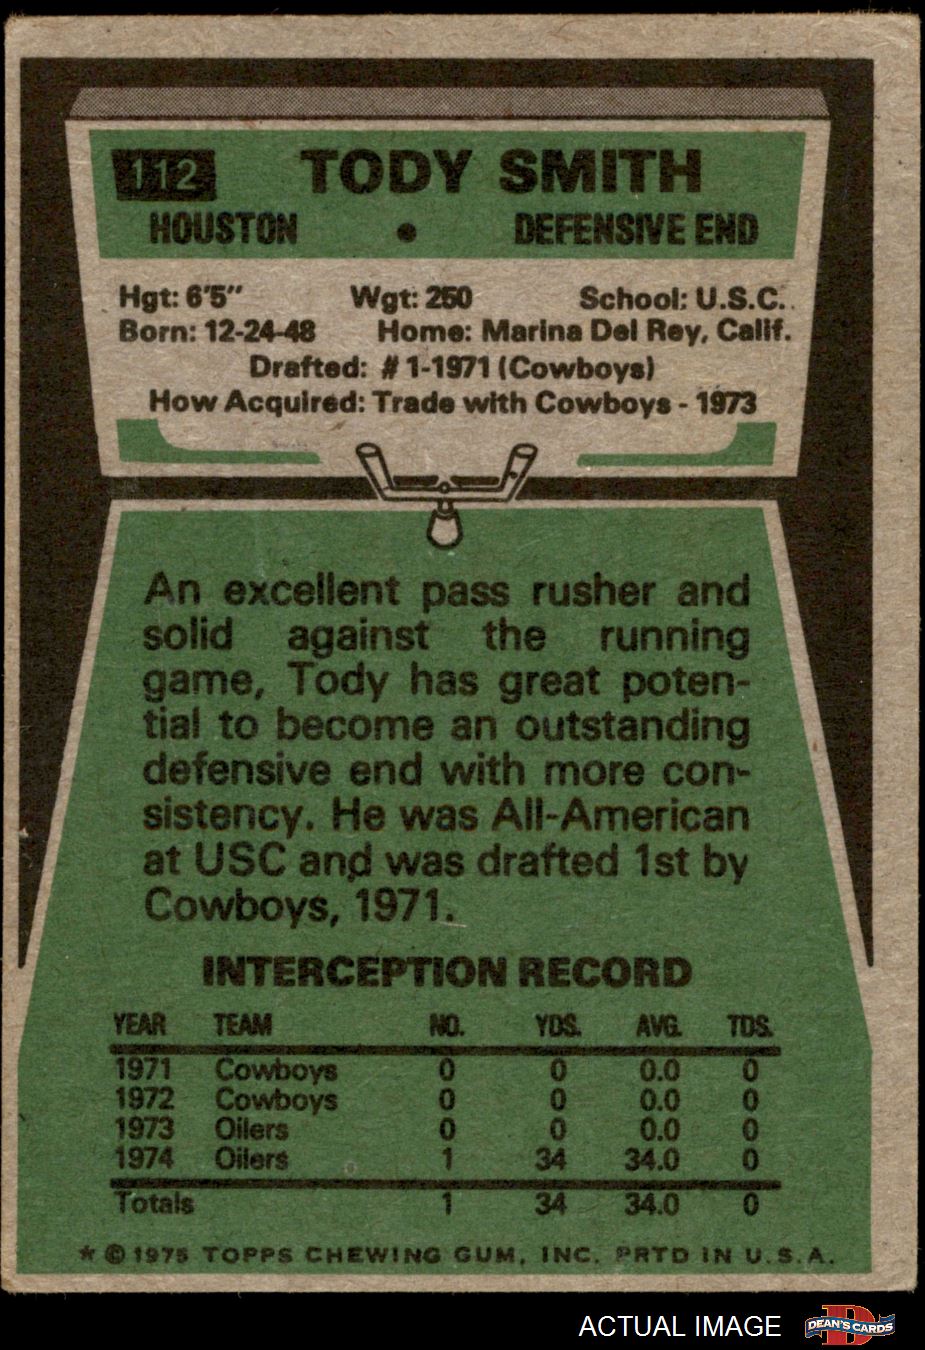 112 TODY SMITH
HOUSTON • DEFENSIVE END
Hgt: 6'5" Wgt: 250 School: U.S.C.
Born: 12-24-48 Home: Marina Del Rey, Calif.
Drafted: #1-1971 (Cowboys)
How Acquired: Trade with Cowboys - 1973
An excellent pass rusher and
solid against the running
game, Tody has great poten-
tial to become an outstanding
defensive end with more con-
sistency. He was All-American
at USC and was drafted 1st by
Cowboys, 1971.
INTERCEPTION RECORD
YEAR TEAM NO. YDS. AVG. TDS.
1971 Cowboys 0 0 0.0 0
1972 Cowboys 0 0 0.0 0
1973 Oilers 0 0 0.0 0
1974 Oilers 1 34 34.0 0
Totals 1 34 34.0 0
* © 1975 TOPPS CHEWING GUM, INC. PRTD IN U.S.A.
ACTUAL IMAGE DEAN'S CARDS